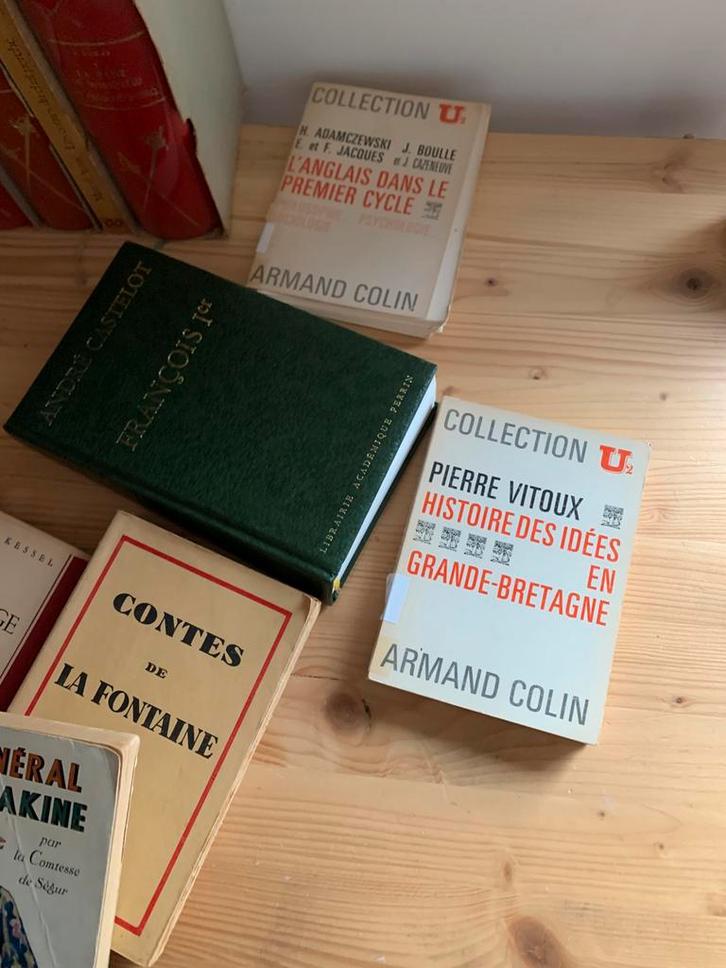 COLLECTION U2
H. ADAMCZEWSKI J. BOULLE
E. et F. JACQUES et J. CAZENEUVE
L'ANGLAIS DANS LE
PREMIER CYCLE
PSYCHOLOGIE
ARMAND COLIN
ANDRÉ CASTELOT
FRANÇOIS Ier
LIBRAIRIE ACADÉMIQUE PERRIN
COLLECTION U2
PIERRE VITOUX
HISTOIRE DES IDÉES
EN
GRANDE-BRETAGNE
ARMAND COLIN
KESSEL
GE
CONTES
DE
LA FONTAINE
NÉRAL
AKINE
par
la Comtesse
de Ségur